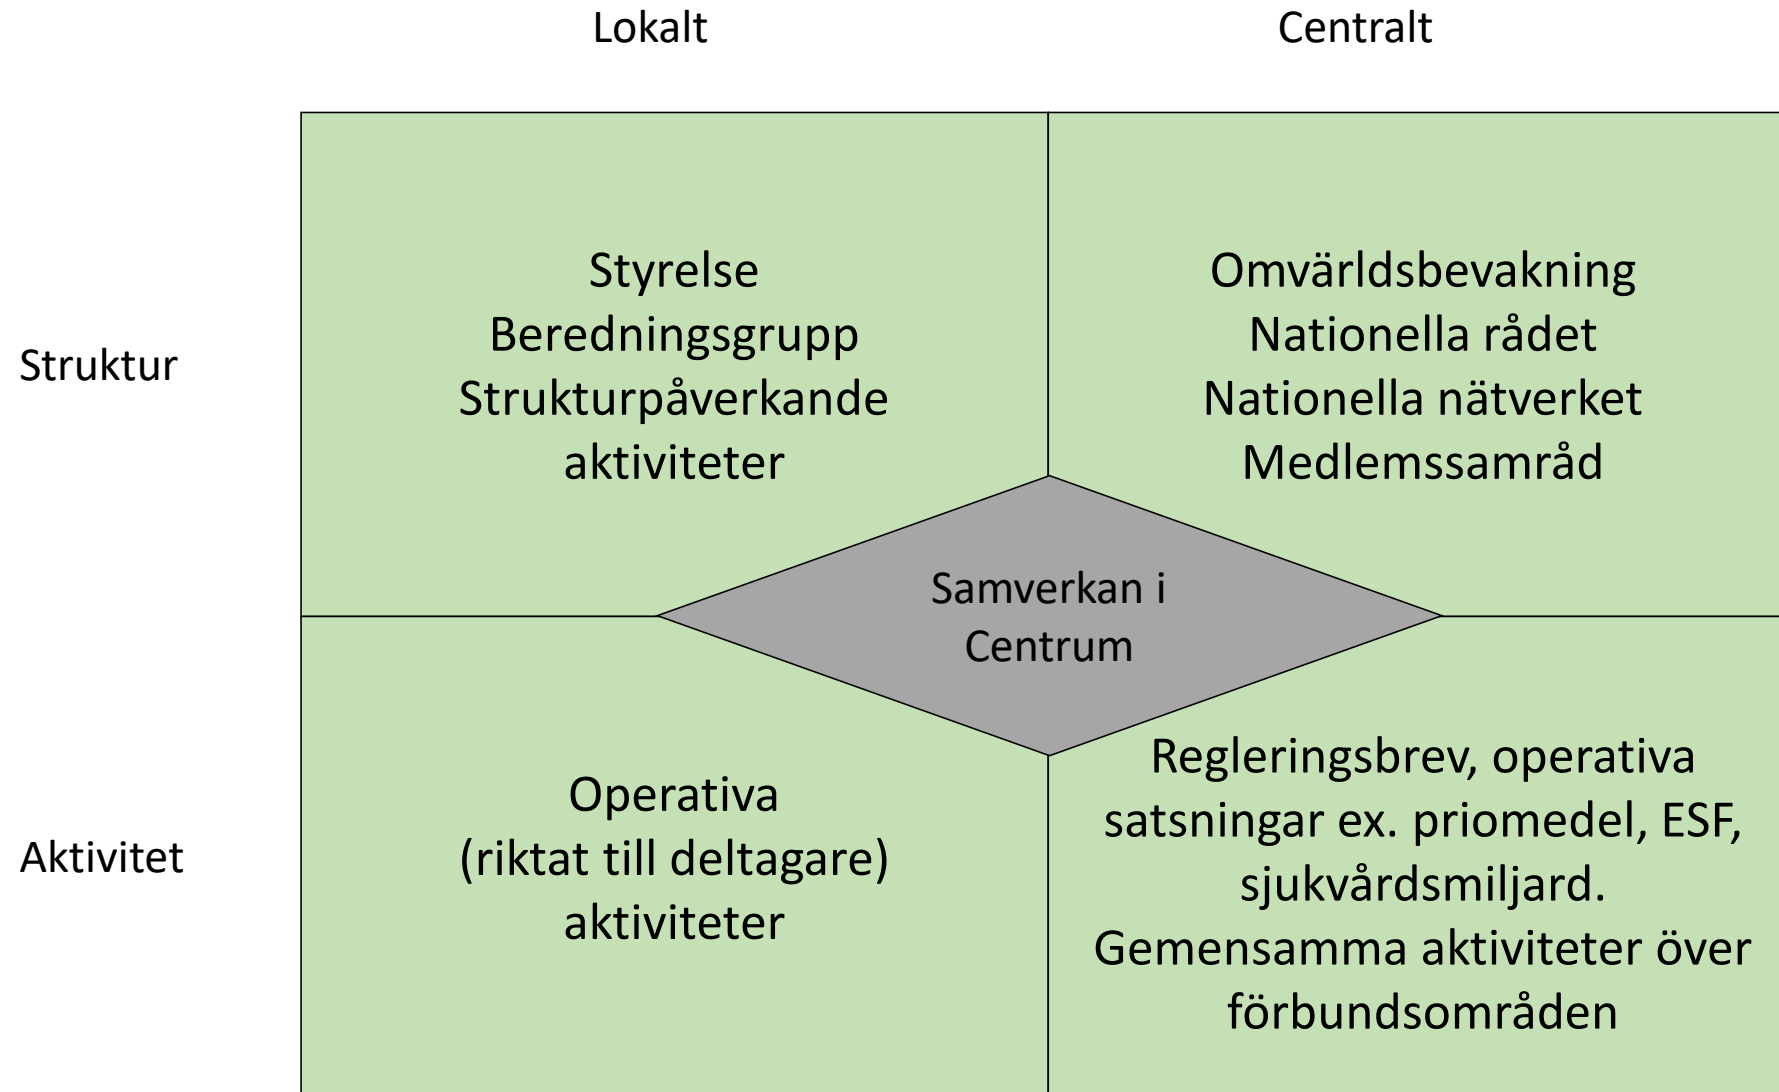 Lokalt
Centralt
Struktur
Styrelse
Beredningsgrupp
Strukturpåverkande
aktiviteter
Omvärldsbevakning
Nationella rådet
Nationella nätverket
Medlemssamråd
Samverkan i
Centrum
Aktivitet
Operativa
(riktat till deltagare)
aktiviteter
Regleringsbrev, operativa
satsningar ex. priomedel, ESF,
sjukvårdsmiljard.
Gemensamma aktiviteter över
förbundsområden